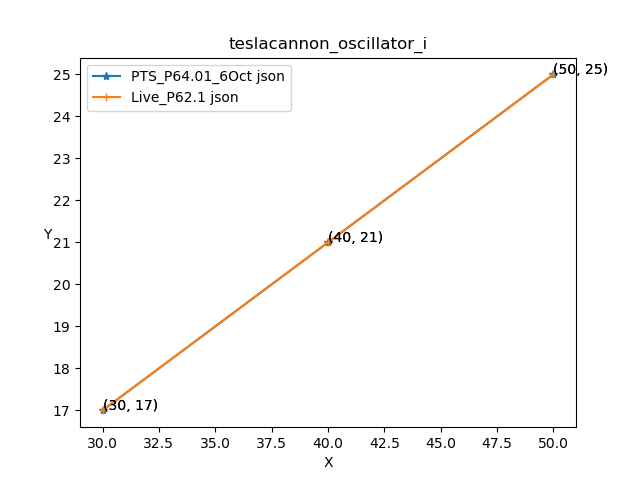 teslacannon_oscillator_i
PTS_P64.01_6Oct json
Live_P62.1 json
(50, 25)
(40, 21)
(30, 17)
25
24
23
22
21
20
19
18
17
Y
30.0 32.5 35.0 37.5 40.0 42.5 45.0 47.5 50.0
X